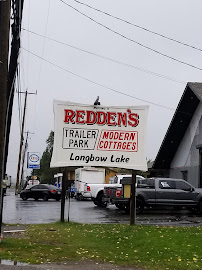 REDDEN'S
TRAILER PARK
MODERN COTTAGES
Longbow Lake